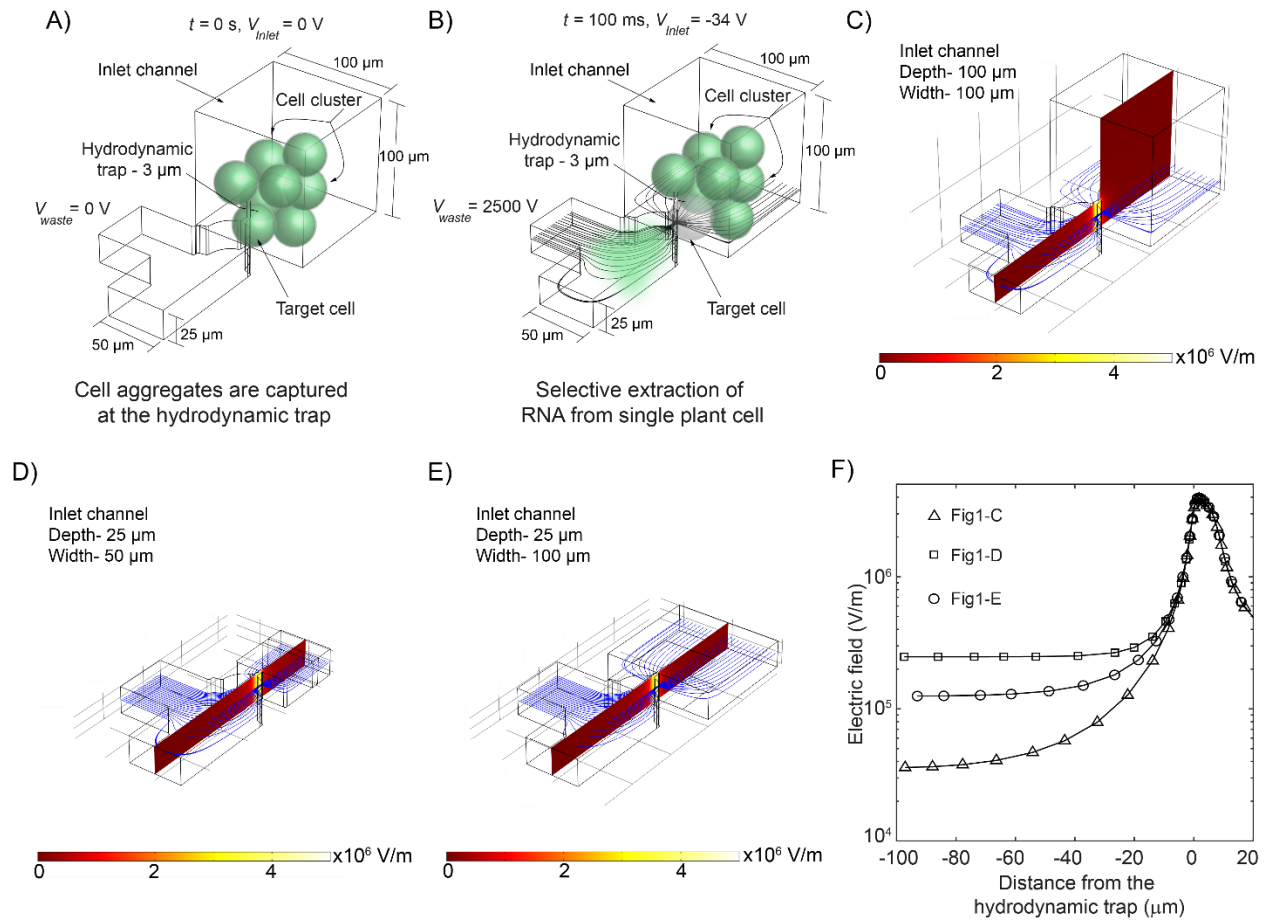 A)
t = 0 s, V_Inlet = 0 V
100 µm
Inlet channel
Cell cluster
Hydrodynamic
trap - 3 µm
100 µm
V_waste = 0 V
Target cell
50 µm
25 µm
Cell aggregates are captured
at the hydrodynamic trap
B)
t = 100 ms, V_Inlet = -34 V
100 µm
Inlet channel
Cell cluster
Hydrodynamic
trap - 3 µm
100 µm
V_waste = 2500 V
Target cell
50 µm
25 µm
Selective extraction of
RNA from single plant cell
C)
Inlet channel
Depth- 100 µm
Width- 100 µm
x10⁶ V/m
0 2 4
D)
Inlet channel
Depth- 25 µm
Width- 50 µm
x10⁶ V/m
0 2 4
E)
Inlet channel
Depth- 25 µm
Width- 100 µm
x10⁶ V/m
0 2 4
F)
Electric field (V/m)
10⁶
10⁵
10⁴
Fig1-C
Fig1-D
Fig1-E
-100 -80 -60 -40 -20 0 20
Distance from the
hydrodynamic trap (µm)